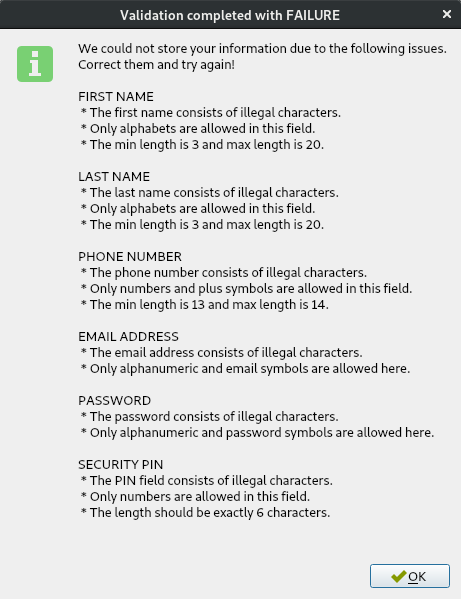 Validation completed with FAILURE
We could not store your information due to the following issues.
Correct them and try again!
FIRST NAME
* The first name consists of illegal characters.
* Only alphabets are allowed in this field.
* The min length is 3 and max length is 20.
LAST NAME
* The last name consists of illegal characters.
* Only alphabets are allowed in this field.
* The min length is 3 and max length is 20.
PHONE NUMBER
* The phone number consists of illegal characters.
* Only numbers and plus symbols are allowed in this field.
* The min length is 13 and max length is 14.
EMAIL ADDRESS
* The email address consists of illegal characters.
* Only alphanumeric and email symbols are allowed here.
PASSWORD
* The password consists of illegal characters.
* Only alphanumeric and password symbols are allowed here.
SECURITY PIN
* The PIN field consists of illegal characters.
* Only numbers are allowed in this field.
* The length should be exactly 6 characters.
OK